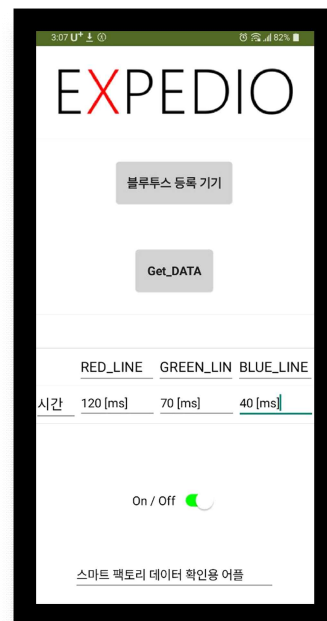 3:07 U+ 82%
EXPEDIO
블루투스 등록 기기
Get_DATA
RED_LINE GREEN_LIN BLUE_LINE
시간 120 [ms] 70 [ms] 40 [ms]
On / Off
스마트 팩토리 데이터 확인용 어플